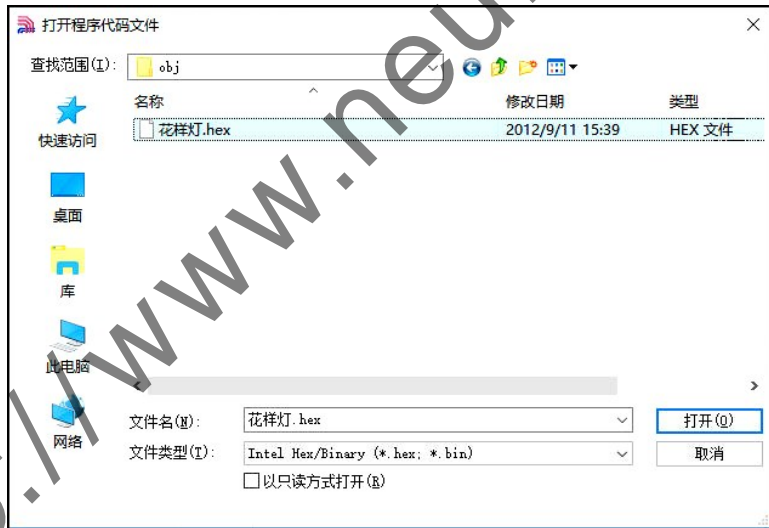 打开程序代码文件
查找范围(I): obj
名称 修改日期 类型
花样灯.hex 2012/9/11 15:39 HEX 文件
快速访问
桌面
库
此电脑
网络
文件名(N): 花样灯.hex 打开(O)
文件类型(T): Intel Hex/Binary (*.hex; *.bin) 取消
以只读方式打开(R)
//www.neu